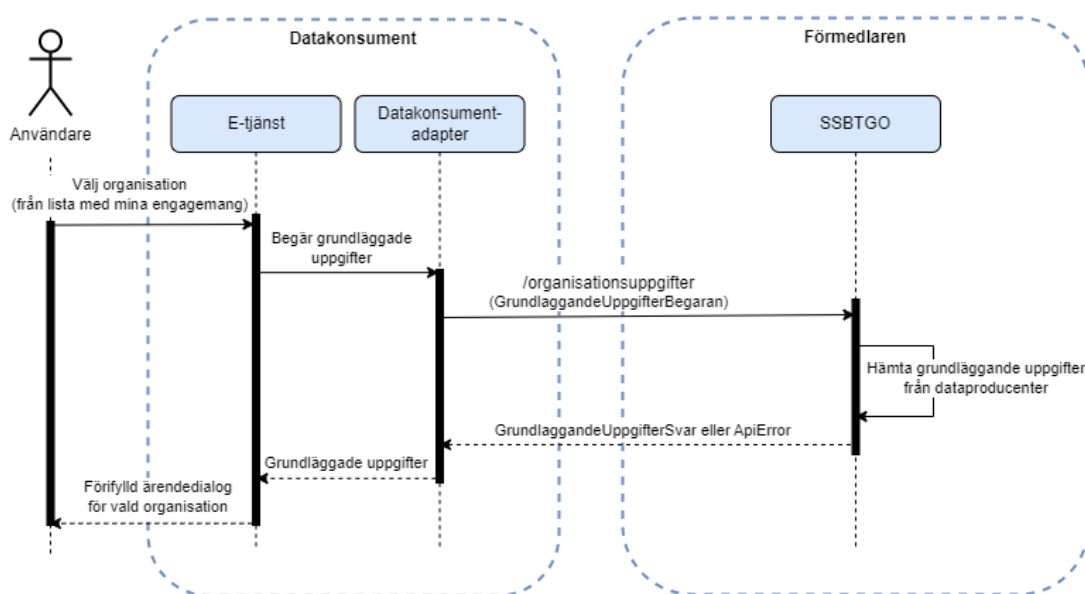 Datakonsument
Förmedlaren
Användare
E-tjänst
Datakonsument-
adapter
SSBTGO
Välj organisation
(från lista med mina engagemang)
Begär grundläggade
uppgifter
/organisationsuppgifter
(GrundlaggandeUppgifterBegaran)
Hämta grundläggande uppgifter
från dataproducenter
GrundlaggandeUppgifterSvar eller ApiError
Grundläggade uppgifter
Förifylld ärendedialog
för vald organisation